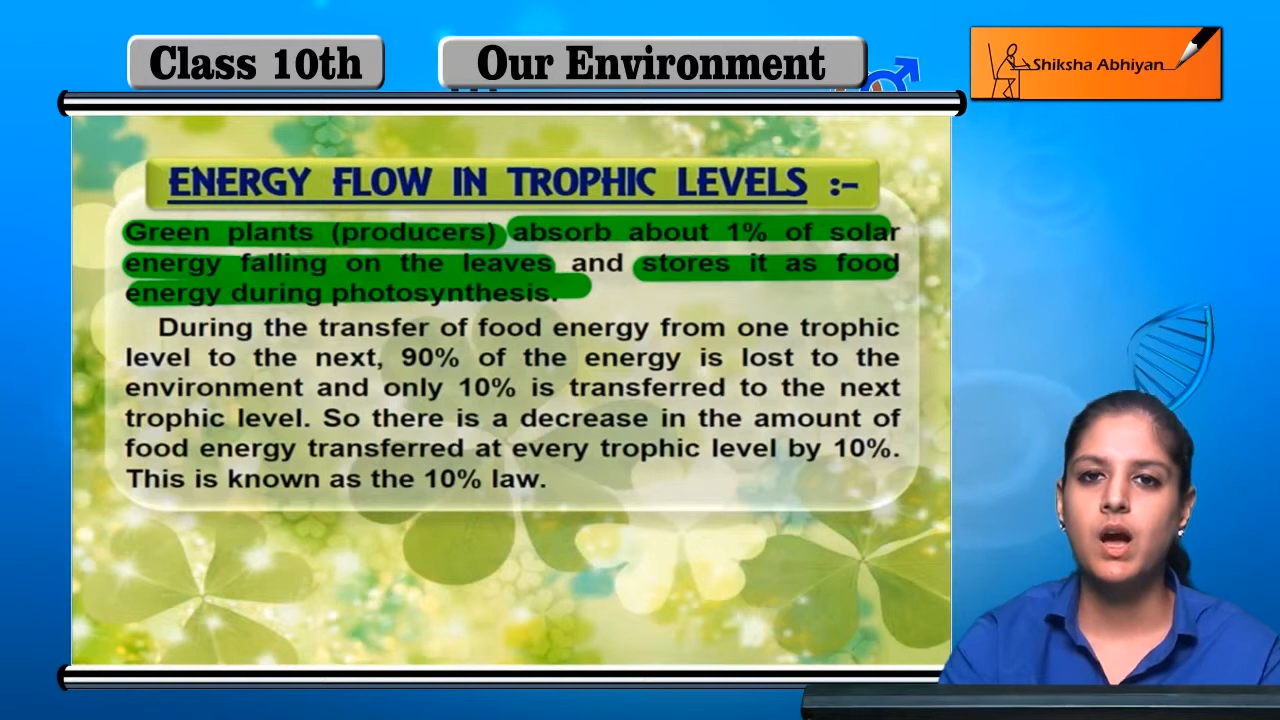 Class 10th
Our Environment
Shiksha Abhiyan
ENERGY FLOW IN TROPHIC LEVELS :-
Green plants (producers) absorb about 1% of solar
energy falling on the leaves and stores it as food
energy during photosynthesis.
During the transfer of food energy from one trophic
level to the next, 90% of the energy is lost to the
environment and only 10% is transferred to the next
trophic level. So there is a decrease in the amount of
food energy transferred at every trophic level by 10%.
This is known as the 10% law.